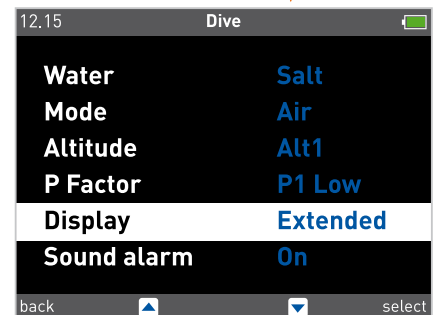 12.15 Dive
Water Salt
Mode Air
Altitude Alt1
P Factor P1 Low
Display Extended
Sound alarm On
back select